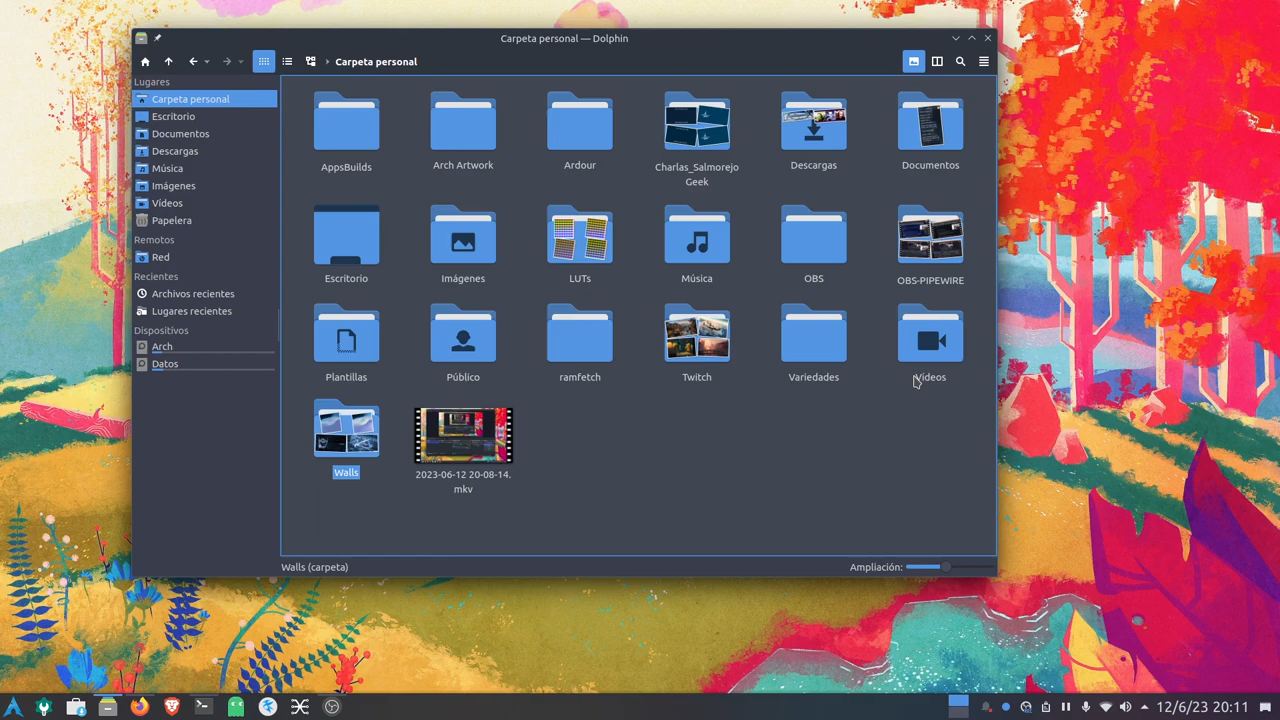 Carpeta personal — Dolphin
Carpeta personal
Lugares
Carpeta personal
Escritorio
Documentos
Descargas
Música
Imágenes
Vídeos
Papelera
Remotos
Red
Recientes
Archivos recientes
Lugares recientes
Dispositivos
Arch
Datos
AppsBuilds
Arch Artwork
Ardour
Charlas_Salmorejo
Geek
Descargas
Documentos
Escritorio
Imágenes
LUTs
Música
OBS
OBS-PIPEWIRE
Plantillas
Público
ramfetch
Twitch
Variedades
Vídeos
Walls
2023-06-12 20-08-14.
mkv
Walls (carpeta)
Ampliación:
12/6/23 20:11